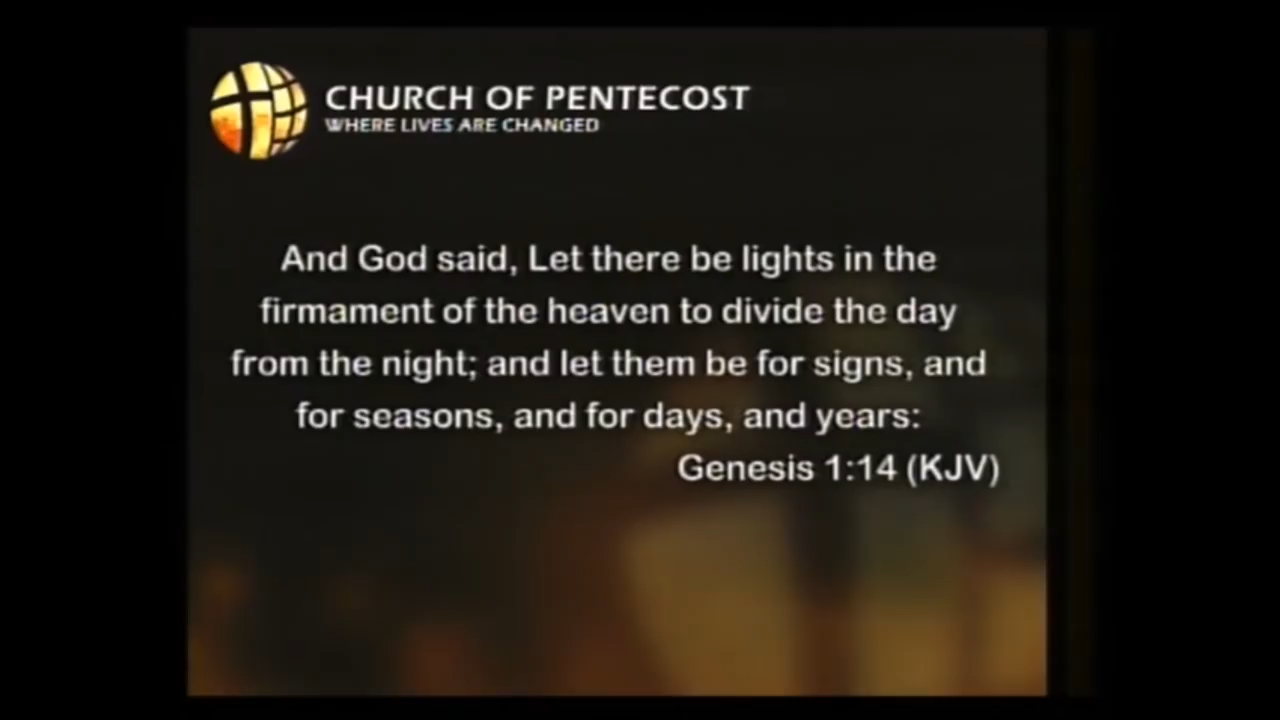 CHURCH OF PENTECOST
WHERE LIVES ARE CHANGED
And God said, Let there be lights in the
firmament of the heaven to divide the day
from the night; and let them be for signs, and
for seasons, and for days, and years:
Genesis 1:14 (KJV)